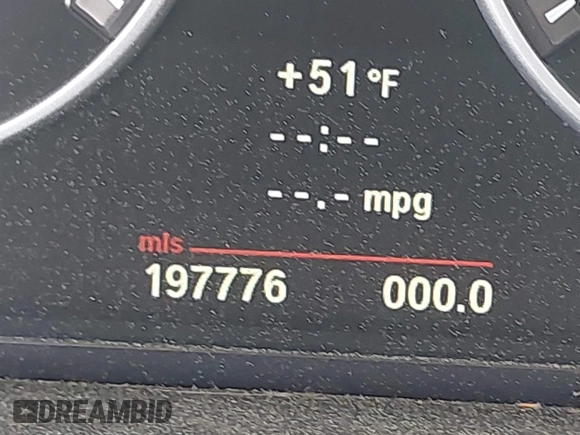 +51 °F
--:--
--.- mpg
mls
197776 000.0
DREAMBID